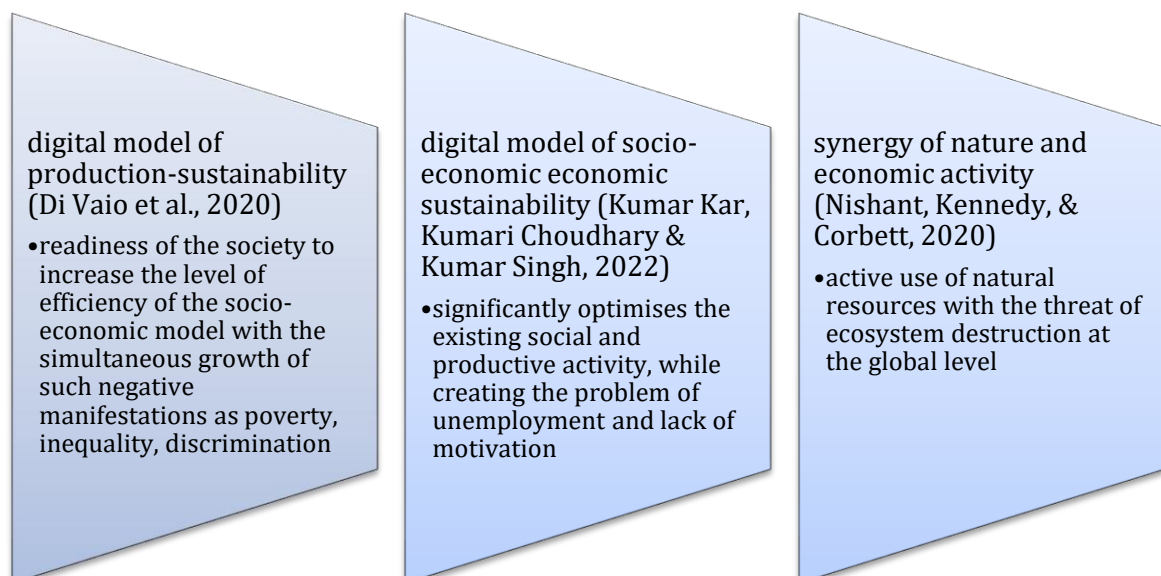 digital model of
production-sustainability
(Di Vaio et al., 2020)
•readiness of the society to
increase the level of
efficiency of the socio-
economic model with the
simultaneous growth of
such negative
manifestations as poverty,
inequality, discrimination
digital model of socio-
economic economic
sustainability (Kumar Kar,
Kumari Choudhary &
Kumar Singh, 2022)
•significantly optimises the
existing social and
productive activity, while
creating the problem of
unemployment and lack of
motivation
synergy of nature and
economic activity
(Nishant, Kennedy, &
Corbett, 2020)
•active use of natural
resources with the threat of
ecosystem destruction at
the global level